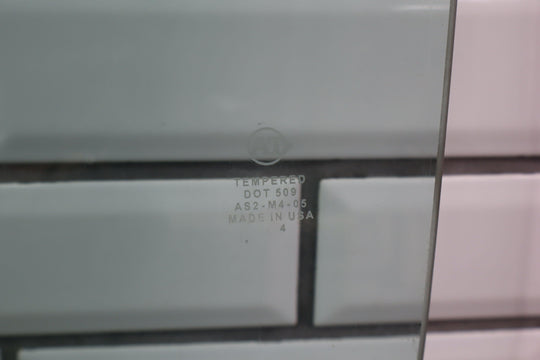 TEMPERED
DOT 509
AS2-M4-05
MADE IN USA
4